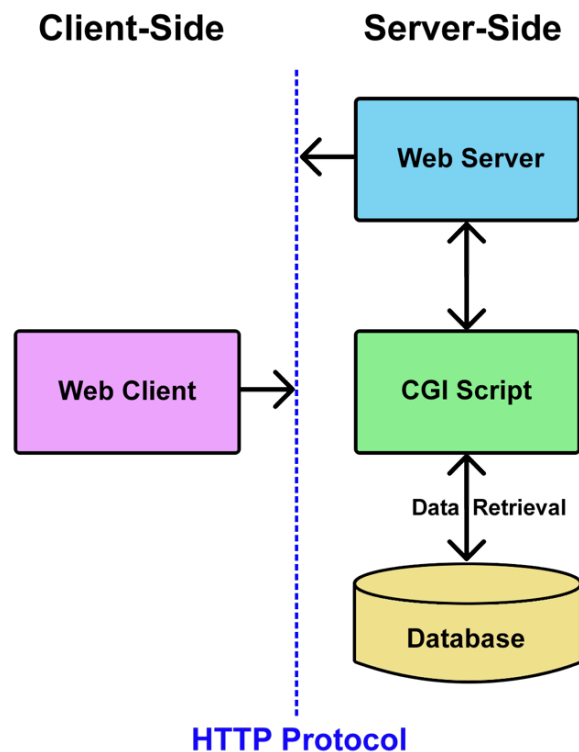 Client-Side
Server-Side
Web Server
Web Client
CGI Script
Data Retrieval
Database
HTTP Protocol